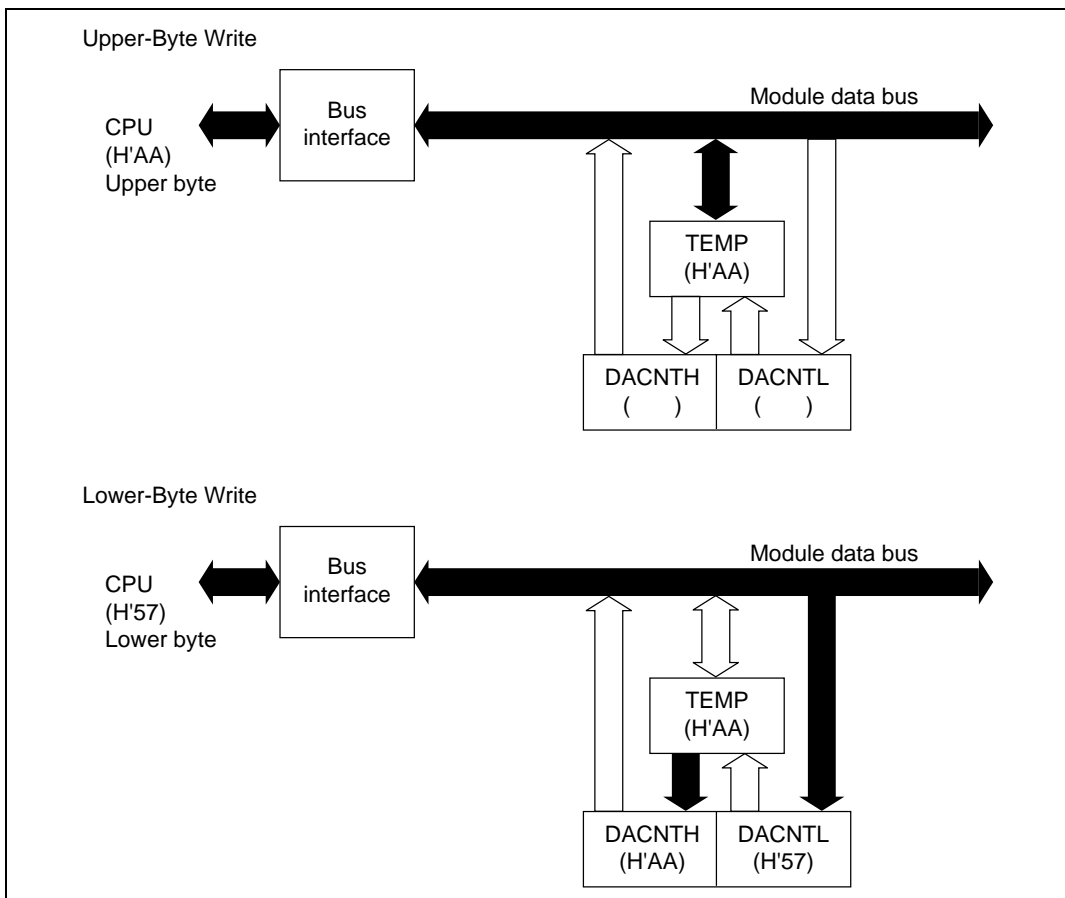 Upper-Byte Write
CPU
(H'AA)
Upper byte
Bus
interface
Module data bus
TEMP
(H'AA)
DACNTH
(      )
DACNTL
(      )
Lower-Byte Write
CPU
(H'57)
Lower byte
Bus
interface
Module data bus
TEMP
(H'AA)
DACNTH
(H'AA)
DACNTL
(H'57)